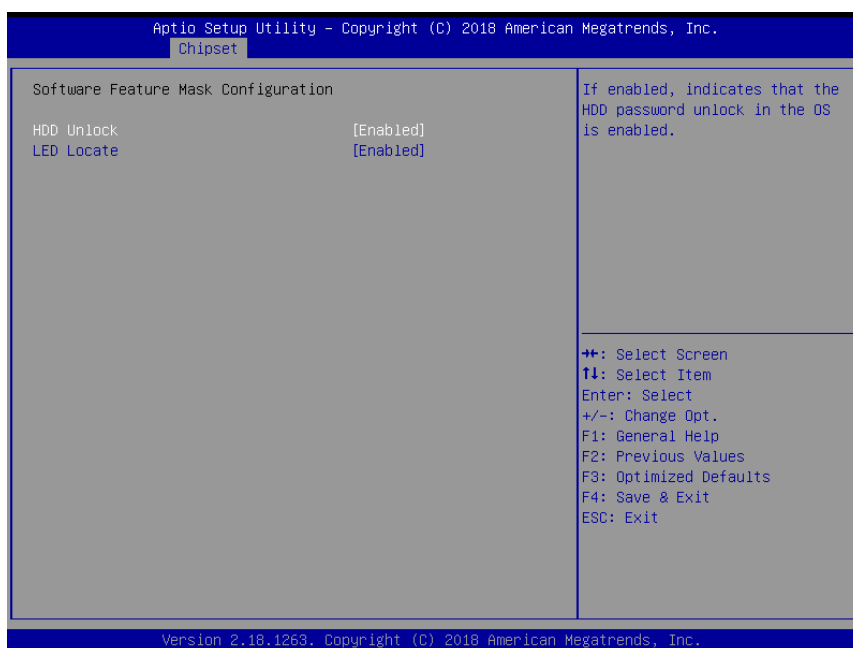 Aptio Setup Utility – Copyright (C) 2018 American Megatrends, Inc.
Chipset
Software Feature Mask Configuration
HDD Unlock [Enabled]
LED Locate [Enabled]
If enabled, indicates that the
HDD password unlock in the OS
is enabled.
→←: Select Screen
↑↓: Select Item
Enter: Select
+/-: Change Opt.
F1: General Help
F2: Previous Values
F3: Optimized Defaults
F4: Save & Exit
ESC: Exit
Version 2.18.1263. Copyright (C) 2018 American Megatrends, Inc.